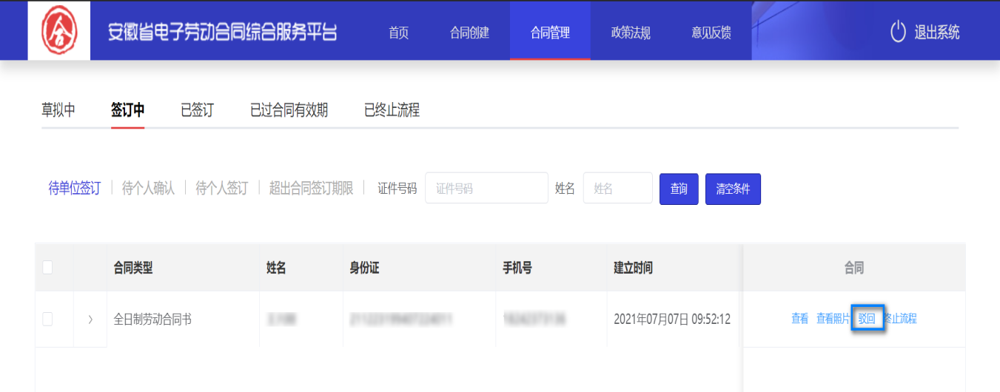 合 安徽省电子劳动合同综合服务平台 首页 合同创建 合同管理 政策法规 意见反馈 退出系统
草拟中 签订中 已签订 已过合同有效期 已终止流程
待单位签订 待个人确认 待个人签订 超出合同签订期限 证件号码 证件号码 姓名 姓名 查询 清空条件
合同类型 姓名 身份证 手机号 建立时间 合同
全日制劳动合同书 2021年07月07日 09:52:12 查看 查看照片 驳回 终止流程